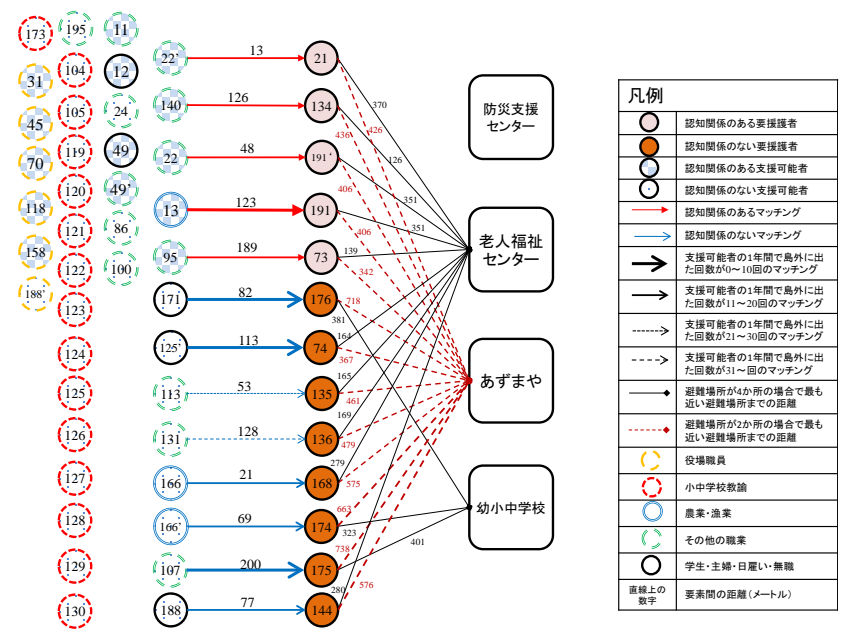 173
195
11
31
104
12
45
105
24
70
119
49
118
120
49’
158
121
86
188’
122
100
123
124
125
126
127
128
129
130
22’
13
21
140
126
134
22
48
191’
13
123
191
95
189
73
171
82
176
125’
113
74
113
53
135
131
128
136
166
21
168
166’
69
174
107
200
175
188
77
144
370
426
436
126
406
351
406
351
139
342
718
381
164
367
165
461
169
479
279
575
663
323
738
401
280
576
防災支援
センター
老人福祉
センター
あずまや
幼小中学校
凡例
認知関係のある要援護者
認知関係のない要援護者
認知関係のある支援可能者
認知関係のない支援可能者
認知関係のあるマッチング
認知関係のないマッチング
支援可能者の1年間で島外に出
た回数が0～10回のマッチング
支援可能者の1年間で島外に出
た回数が11～20回のマッチング
支援可能者の1年間で島外に出
た回数が21～30回のマッチング
支援可能者の1年間で島外に出
た回数が31～回のマッチング
避難場所が4か所の場合で最も
近い避難場所までの距離
避難場所が2か所の場合で最も
近い避難場所までの距離
役場職員
小中学校教諭
農業・漁業
その他の職業
学生・主婦・日雇い・無職
直線上の
数字
要素間の距離（メートル）